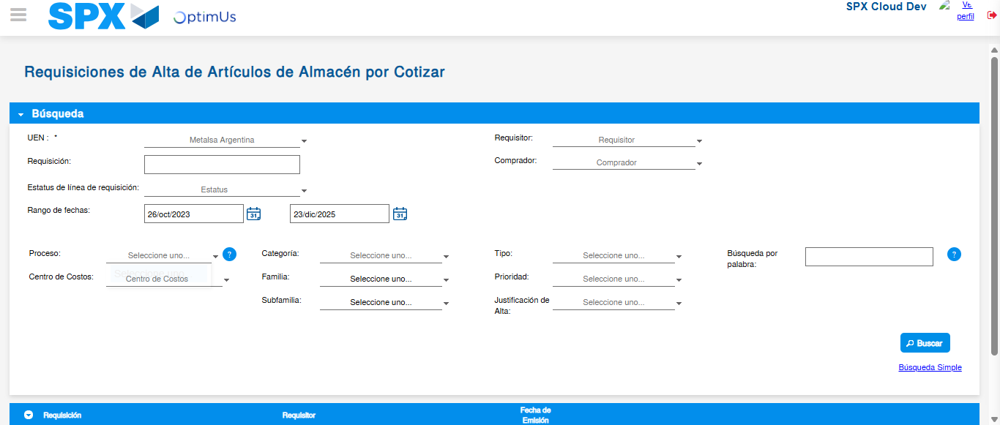 SPX
OptimUs
SPX Cloud Dev
Ve
perfil
Requisiciones de Alta de Artículos de Almacén por Cotizar
Búsqueda
UEN : *
Metalsa Argentina
Requisitor:
Requisitor
Requisición:
Comprador:
Comprador
Estatus de línea de requisición:
Estatus
Rango de fechas:
26/oct/2023
31
23/dic/2025
31
Proceso:
Seleccione uno...
?
Categoría:
Seleccione uno...
Tipo:
Seleccione uno...
Búsqueda por
palabra:
?
Centro de Costos:
Seleccione uno...
Centro de Costos
Familia:
Seleccione uno...
Prioridad:
Seleccione uno...
Subfamilia:
Seleccione uno...
Justificación de
Alta:
Seleccione uno...
Buscar
Búsqueda Simple
Requisición
Requisitor
Fecha de
Emisión